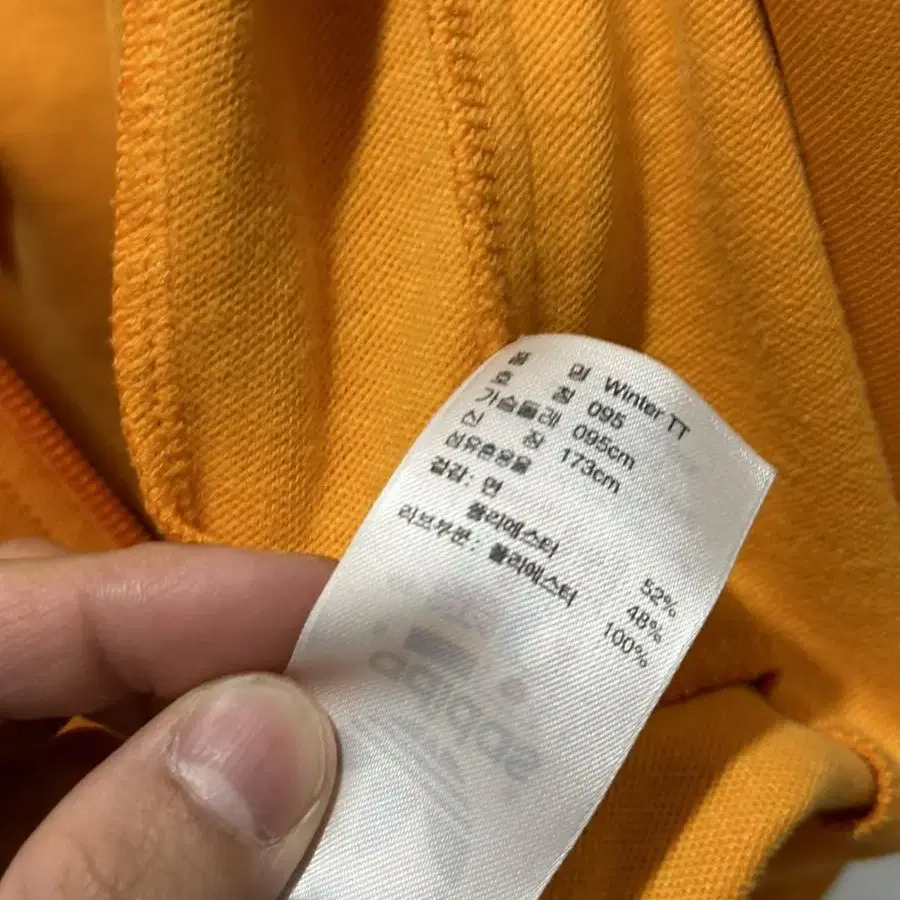 품 명 Winter TT
호 칭 095
가슴둘레 095cm
신 장 173cm
섬유혼용율
겉감 : 면 52%
폴리에스터 48%
리브부분 : 폴리에스터 100%
adidas